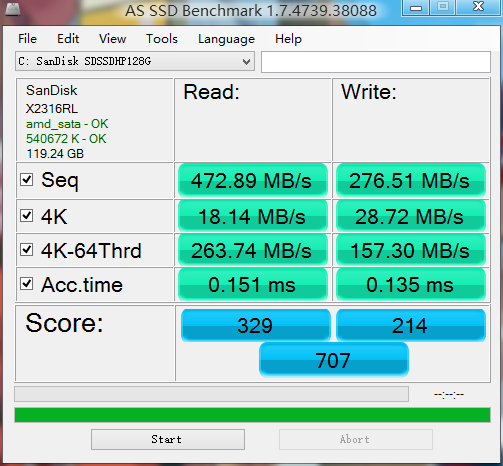 AS SSD Benchmark 1.7.4739.38088
File Edit View Tools Language Help
C: SanDisk SDSSDHP128G
SanDisk
X2316RL
amd_sata - OK
540672 K - OK
119.24 GB
Read: Write:
Seq 472.89 MB/s 276.51 MB/s
4K 18.14 MB/s 28.72 MB/s
4K-64Thrd 263.74 MB/s 157.30 MB/s
Acc.time 0.151 ms 0.135 ms
Score: 329 214
707
--:--:--
Start Abort